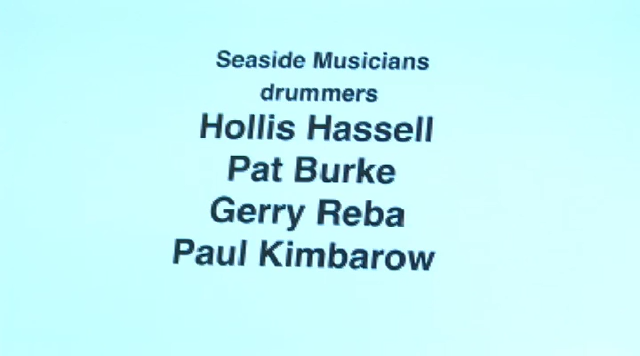 Seaside Musicians
drummers
Hollis Hassell
Pat Burke
Gerry Reba
Paul Kimbarow